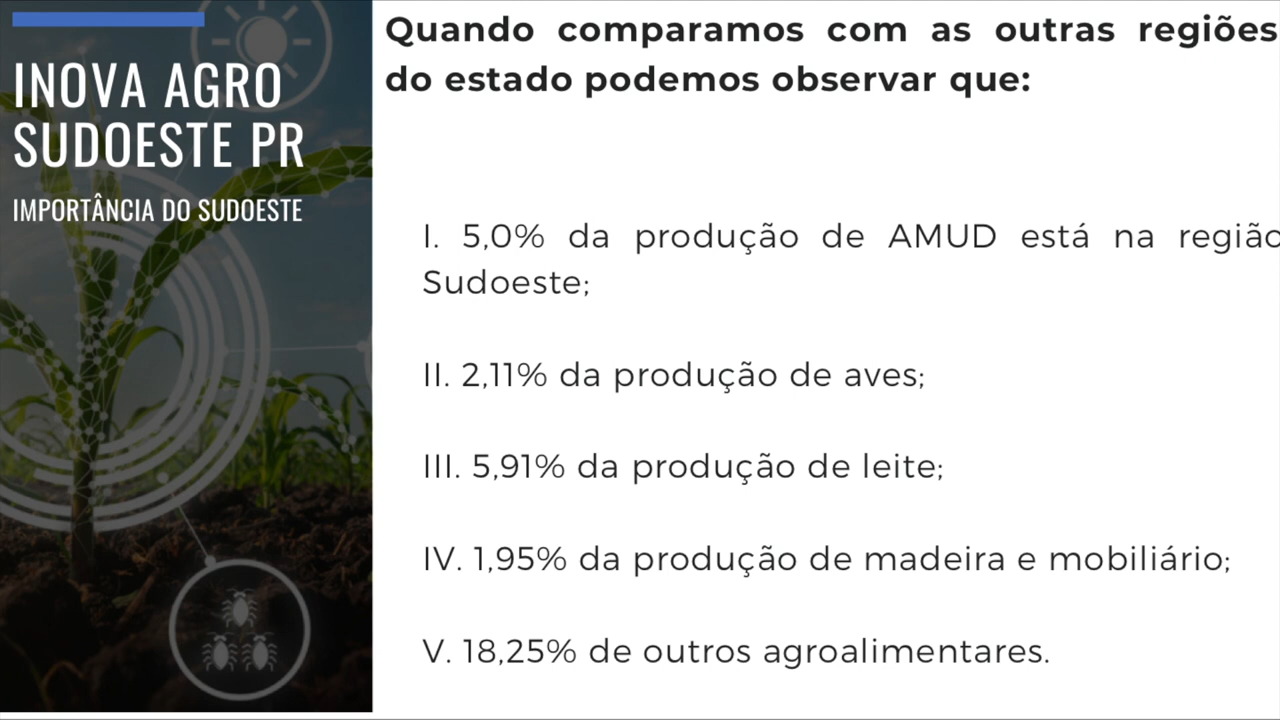 INOVA AGRO
SUDOESTE PR
IMPORTÂNCIA DO SUDOESTE
Quando comparamos com as outras regiões
do estado podemos observar que:
I. 5,0% da produção de AMUD está na região
Sudoeste;
II. 2,11% da produção de aves;
III. 5,91% da produção de leite;
IV. 1,95% da produção de madeira e mobiliário;
V. 18,25% de outros agroalimentares.